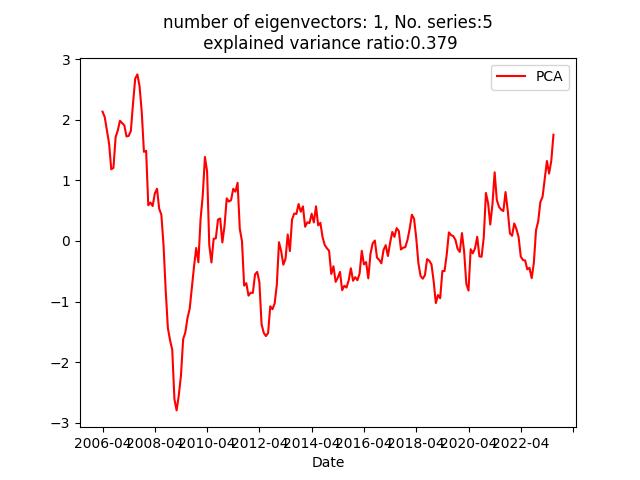 number of eigenvectors: 1, No. series:5
explained variance ratio:0.379
PCA
3
2
1
0
−1
−2
−3
2006-04 2008-04 2010-04 2012-04 2014-04 2016-04 2018-04 2020-04 2022-04
Date